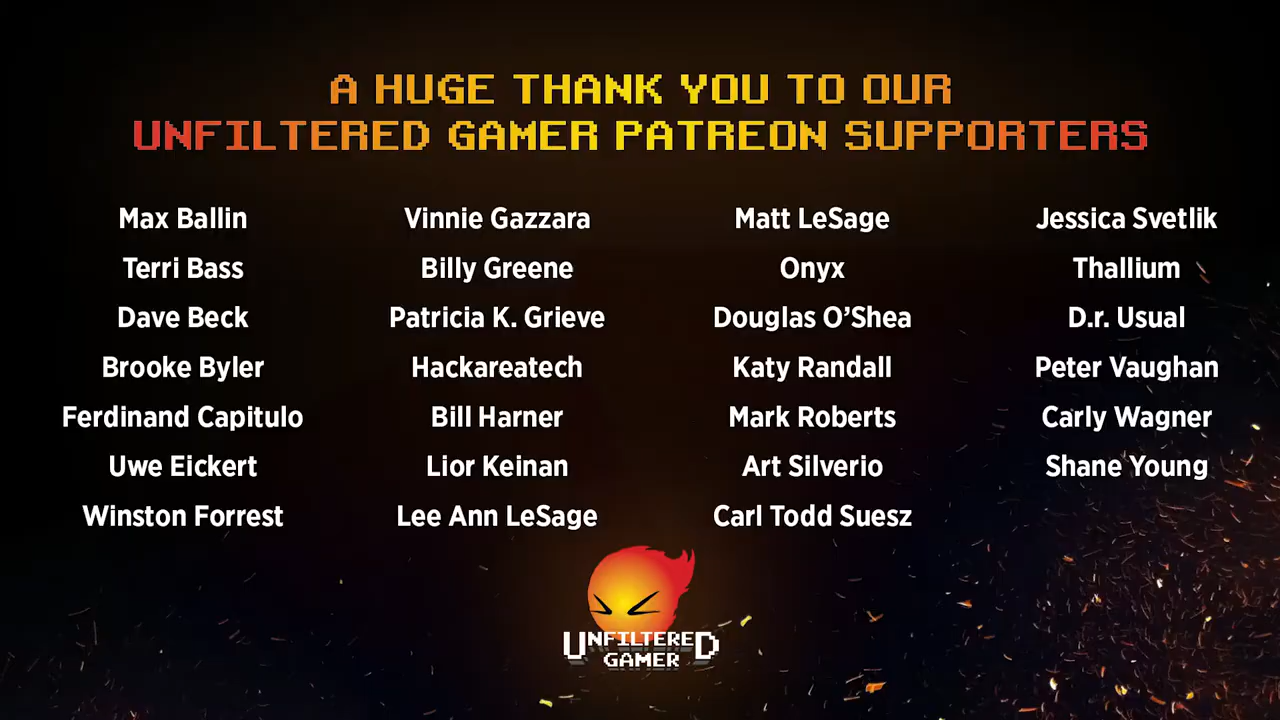 A HUGE THANK YOU TO OUR
UNFILTERED GAMER PATREON SUPPORTERS
Max Ballin
Terri Bass
Dave Beck
Brooke Byler
Ferdinand Capitulo
Uwe Eickert
Winston Forrest
Vinnie Gazzara
Billy Greene
Patricia K. Grieve
Hackareatech
Bill Harner
Lior Keinan
Lee Ann LeSage
Matt LeSage
Onyx
Douglas O’Shea
Katy Randall
Mark Roberts
Art Silverio
Carl Todd Suesz
Jessica Svetlik
Thallium
D.r. Usual
Peter Vaughan
Carly Wagner
Shane Young
UNFILTERED
GAMER